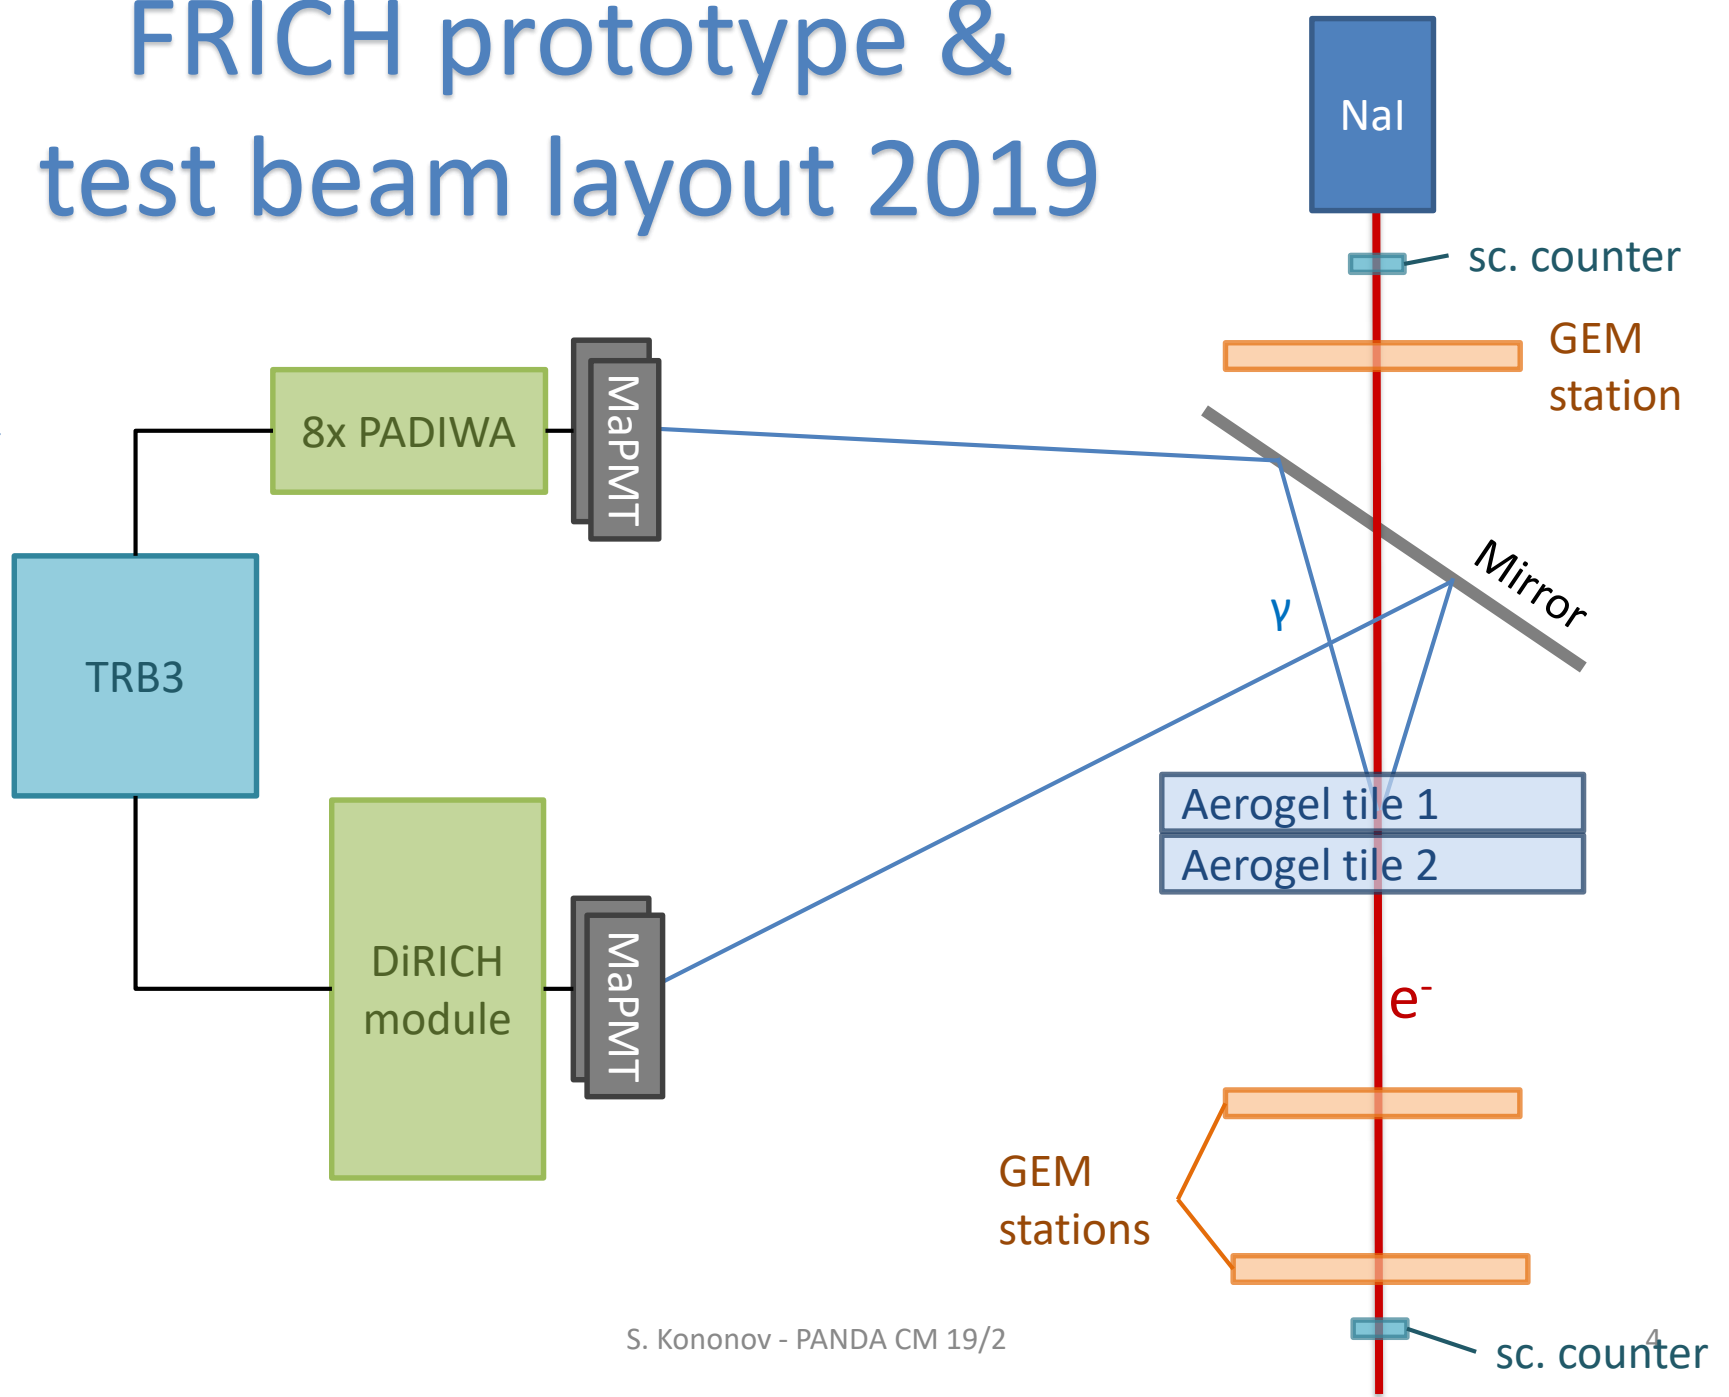 FRICH prototype &
test beam layout 2019
NaI
sc. counter
GEM
station
8x PADIWA
MaPMT
Mirror
γ
TRB3
Aerogel tile 1
Aerogel tile 2
DiRICH
module
MaPMT
e-
GEM
stations
S. Kononov - PANDA CM 19/2
4
sc. counter